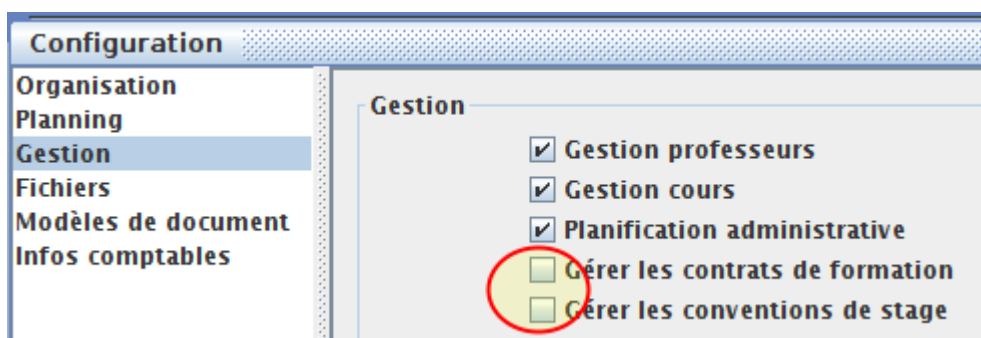 Configuration
Organisation
Planning
Gestion
Fichiers
Modèles de document
Infos comptables
Gestion
Gestion professeurs
Gestion cours
Planification administrative
Gérer les contrats de formation
Gérer les conventions de stage